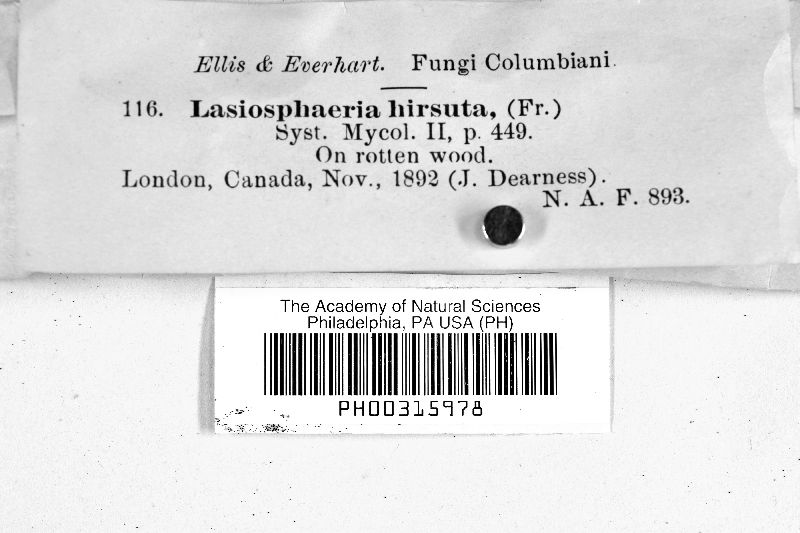 Ellis & Everhart. Fungi Columbiani.
116. Lasiosphaeria hirsuta, (Fr.)
Syst. Mycol. II, p. 449.
On rotten wood.
London, Canada, Nov., 1892 (J. Dearness).
N. A. F. 893.
The Academy of Natural Sciences
Philadelphia, PA USA (PH)
PH00315978